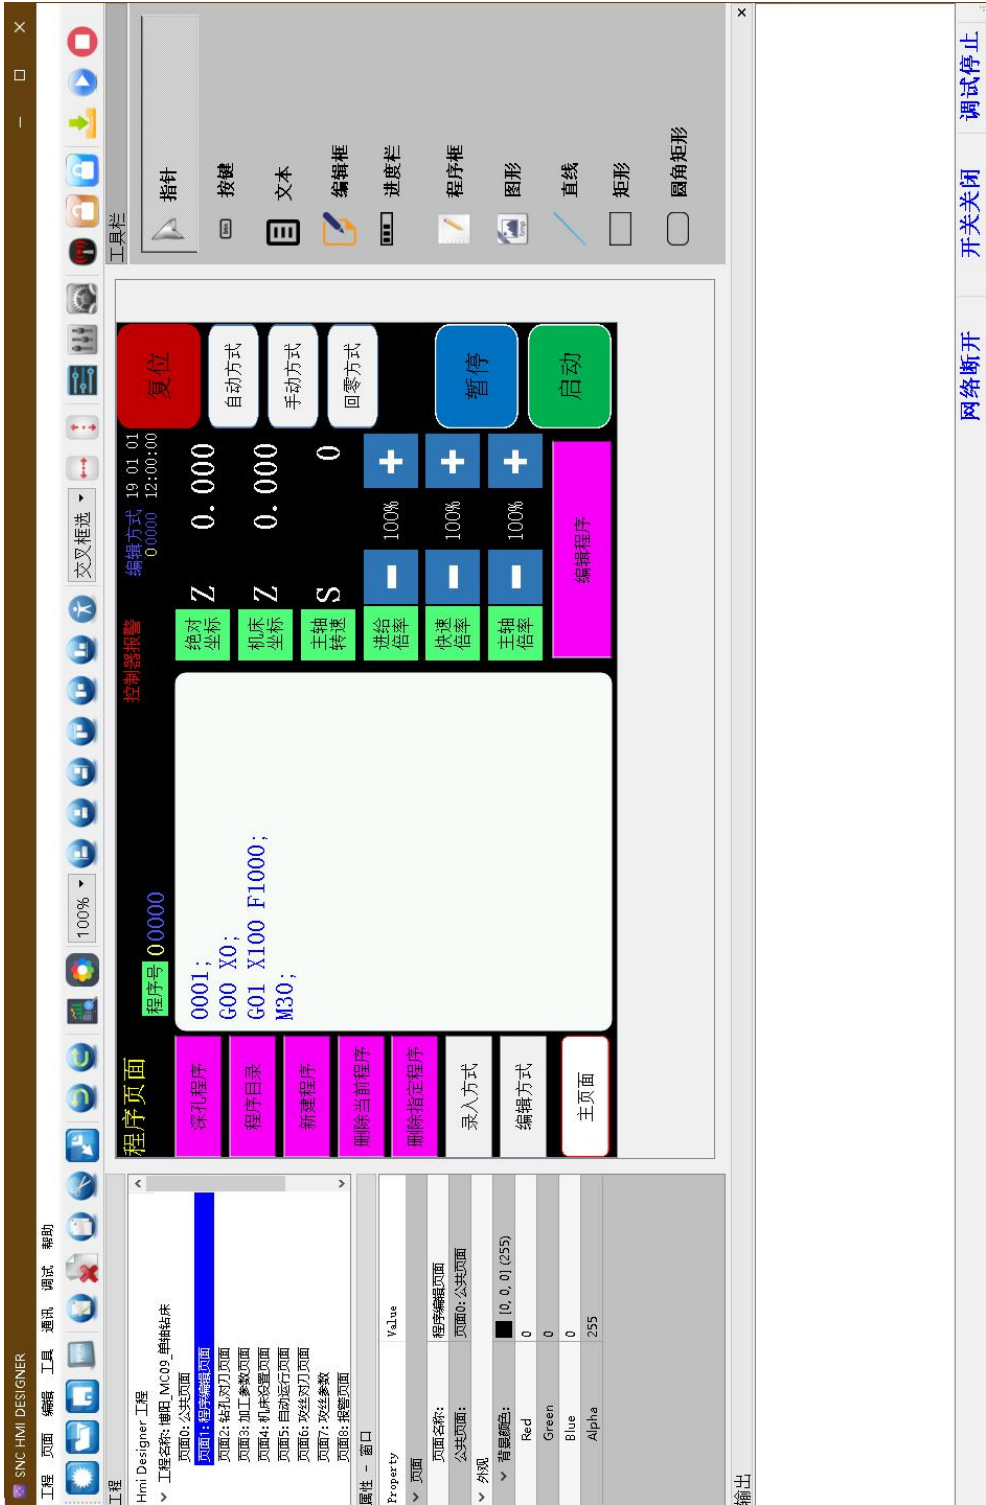 SNC HMI DESIGNER
工程 页面 编辑 工具 通讯 调试 帮助
100%
交叉框选
工程
Hmi Designer 工程
工程名称: 博阳_MC09_单轴钻床
页面0: 公共页面
页面1: 程序编辑页面
页面2: 钻孔对刀页面
页面3: 加工参数页面
页面4: 机床设置页面
页面5: 自动运行页面
页面6: 攻丝对刀页面
页面7: 攻丝参数
页面8: 报警页面
属性 - 窗口
Property Value
页面
页面名称: 程序编辑页面
公共页面: 页面0: 公共页面
外观
背景颜色: [0, 0, 0] (255)
Red 0
Green 0
Blue 0
Alpha 255
程序页面
控制器报警
编辑方式 19 01 01
00000 12:00:00
程序号 00000
深孔程序
程序目录
新建程序
删除当前程序
删除指定程序
录入方式
编辑方式
主页面
0001;
G00 X0;
G01 X100 F1000;
M30;
绝对坐标 Z 0.000
机床坐标 Z 0.000
主轴转速 S 0
进给倍率 100%
快速倍率 100%
主轴倍率 100%
编辑程序
复位
自动方式
手动方式
回零方式
暂停
启动
工具栏
指针
按键
文本
编辑框
进度栏
程序框
图形
直线
矩形
圆角矩形
输出
网络断开 开关关闭 调试停止